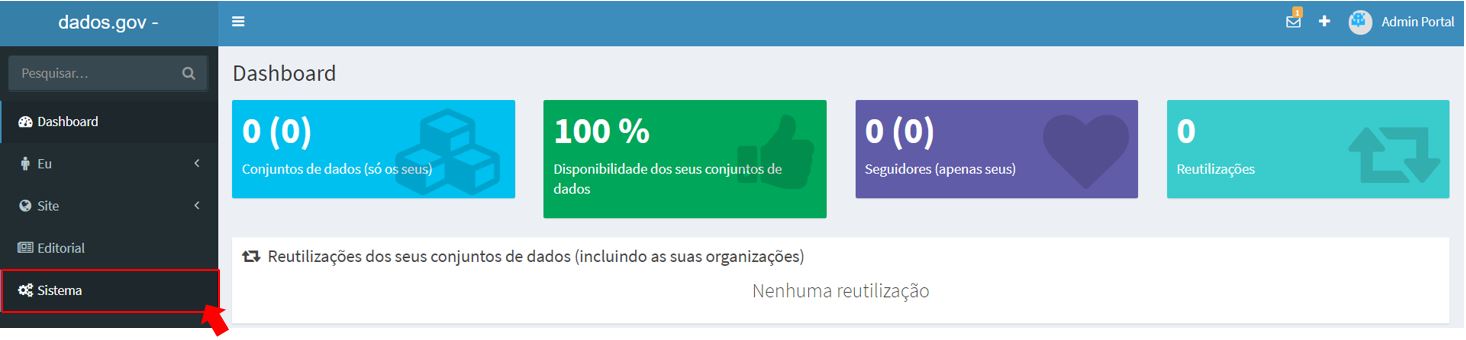 dados.gov -
1
Admin Portal
Pesquisar...
Dashboard
Eu
Site
Editorial
Sistema
Dashboard
0 (0)
Conjuntos de dados (só os seus)
100 %
Disponibilidade dos seus conjuntos de
dados
0 (0)
Seguidores (apenas seus)
0
Reutilizações
Reutilizações dos seus conjuntos de dados (incluindo as suas organizações)
Nenhuma reutilização